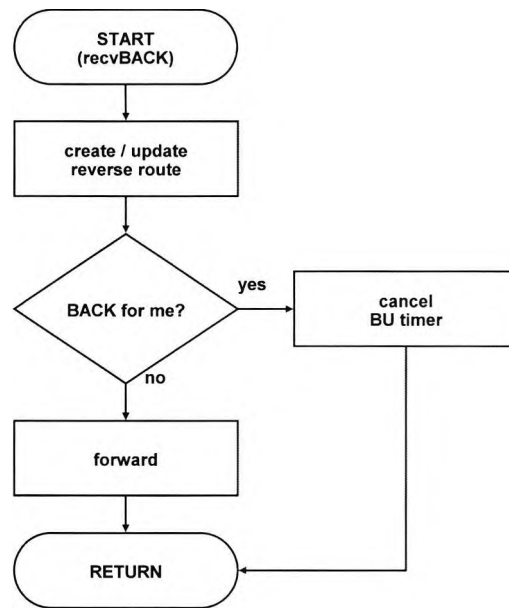 START
(recvBACK)
create / update
reverse route
BACK for me?
yes
cancel
BU timer
no
forward
RETURN